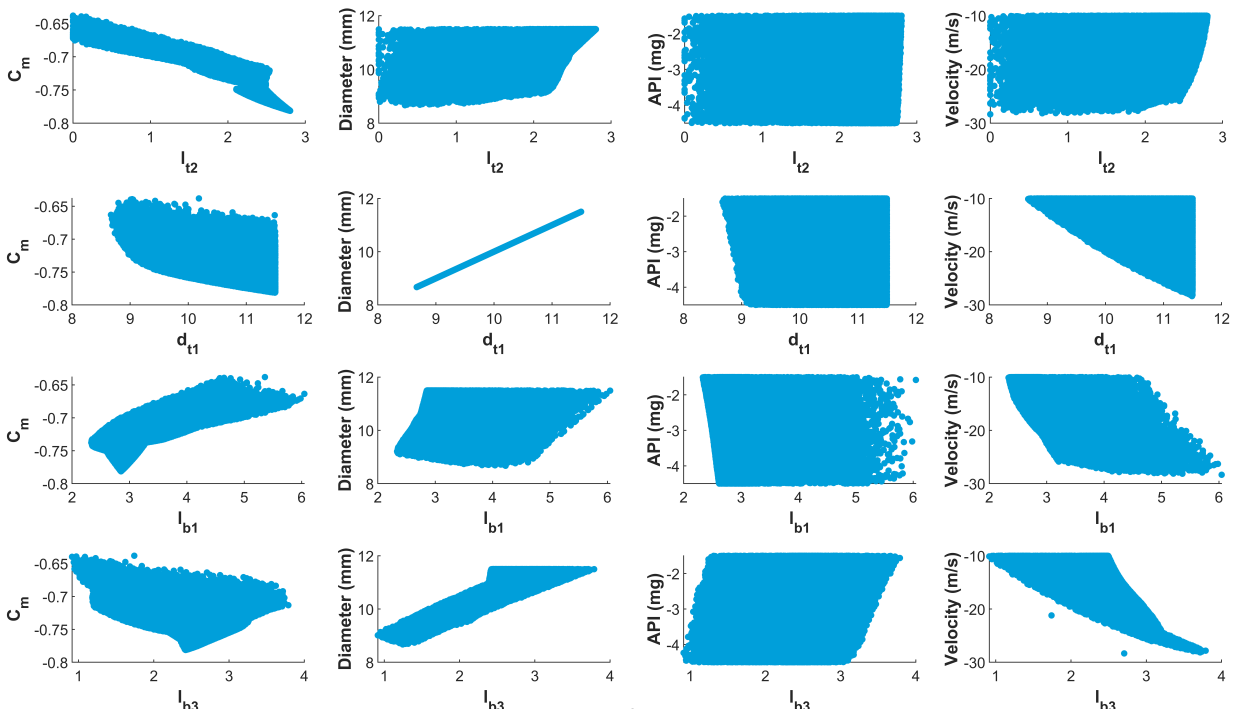 C_m
-0.65
-0.7
-0.75
-0.8
0 1 2 3
l_t2
Diameter (mm)
12
10
8
0 1 2 3
l_t2
API (mg)
-2
-3
-4
0 1 2 3
l_t2
Velocity (m/s)
-10
-20
-30
0 1 2 3
l_t2
C_m
-0.65
-0.7
-0.75
-0.8
8 9 10 11 12
d_t1
Diameter (mm)
12
10
8
8 9 10 11 12
d_t1
API (mg)
-2
-3
-4
8 9 10 11 12
d_t1
Velocity (m/s)
-10
-20
-30
8 9 10 11 12
d_t1
C_m
-0.65
-0.7
-0.75
-0.8
2 3 4 5 6
l_b1
Diameter (mm)
12
10
8
2 3 4 5 6
l_b1
API (mg)
-2
-3
-4
2 3 4 5 6
l_b1
Velocity (m/s)
-10
-20
-30
2 3 4 5 6
l_b1
C_m
-0.65
-0.7
-0.75
-0.8
1 2 3 4
l_b3
Diameter (mm)
12
10
8
1 2 3 4
l_b3
API (mg)
-2
-3
-4
1 2 3 4
l_b3
Velocity (m/s)
-10
-20
-30
1 2 3 4
l_b3